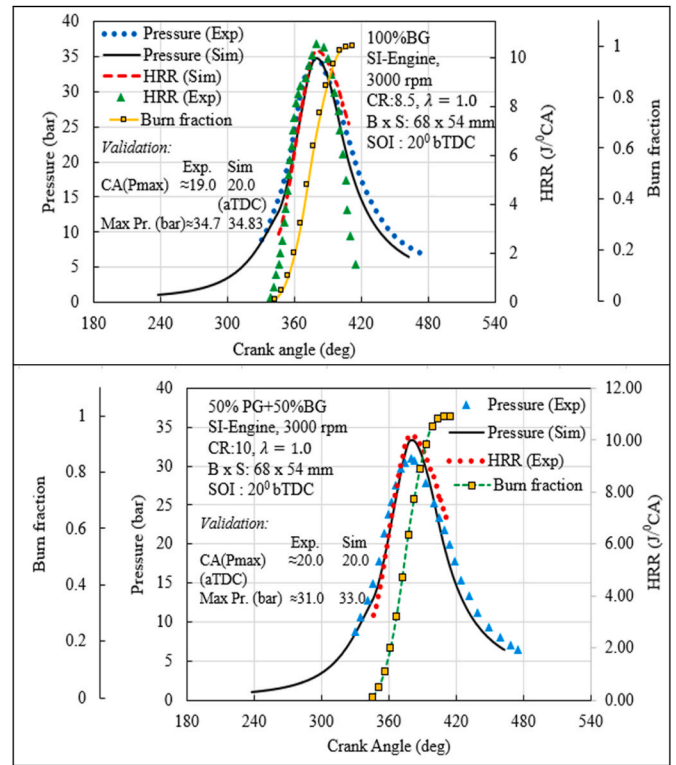 40
35
30
25
20
15
10
5
0
Pressure (bar)
Pressure (Exp)
Pressure (Sim)
HRR (Sim)
HRR (Exp)
Burn fraction
Validation:
Exp. Sim
CA(Pmax) ≈19.0 20.0
(aTDC)
Max Pr. (bar)≈34.7 34.83
100%BG
SI-Engine,
3000 rpm
CR:8.5, λ = 1.0
B x S: 68 x 54 mm
SOI : 20⁰ bTDC
10
8
6
4
2
0
HRR (J/⁰CA)
1
0.8
0.6
0.4
0.2
0
Burn fraction
180 240 300 360 420 480 540
Crank angle (deg)
1
0.8
0.6
0.4
0.2
0
Burn fraction
40
35
30
25
20
15
10
5
0
Pressure (bar)
50% PG+50%BG
SI-Engine, 3000 rpm
CR:10, λ = 1.0
B x S: 68 x 54 mm
SOI : 20⁰ bTDC
Validation:
Exp. Sim
CA(Pmax) ≈20.0 20.0
(aTDC)
Max Pr. (bar) ≈31.0 33.0
Pressure (Exp)
Pressure (Sim)
HRR (Exp)
Burn fraction
12.00
10.00
8.00
6.00
4.00
2.00
0.00
HRR (J/⁰CA)
180 240 300 360 420 480 540
Crank Angle (deg)